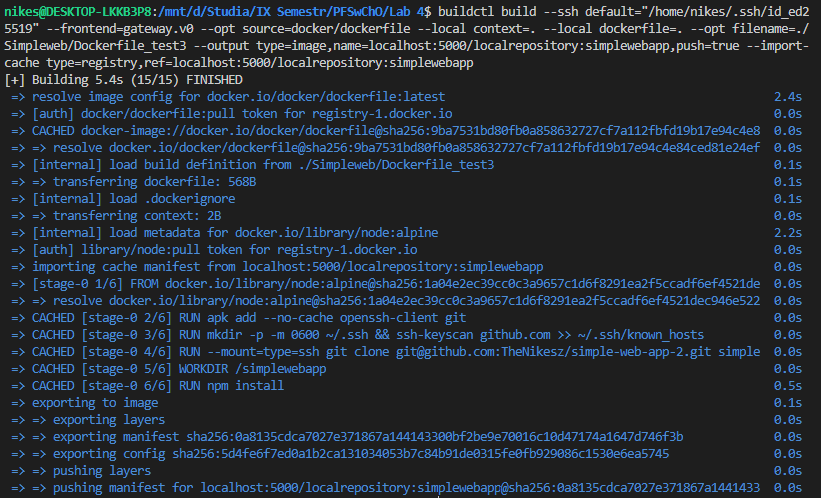 nikes@DESKTOP-LKKB3P8:/mnt/d/Studia/IX Semestr/PFSwChO/Lab 4$ buildctl build --ssh default="/home/nikes/.ssh/id_ed2
5519" --frontend=gateway.v0 --opt source=docker/dockerfile --local context=. --local dockerfile=. --opt filename=./
Simpleweb/Dockerfile_test3 --output type=image,name=localhost:5000/localrepository:simplewebapp,push=true --import-
cache type=registry,ref=localhost:5000/localrepository:simplewebapp
[+] Building 5.4s (15/15) FINISHED
=> resolve image config for docker.io/docker/dockerfile:latest 2.4s
=> [auth] docker/dockerfile:pull token for registry-1.docker.io 0.0s
=> CACHED docker-image://docker.io/docker/dockerfile@sha256:9ba7531bd80fb0a858632727cf7a112fbfd19b17e94c4e8 0.0s
=> => resolve docker.io/docker/dockerfile@sha256:9ba7531bd80fb0a858632727cf7a112fbfd19b17e94c4e84ced81e24ef 0.0s
=> [internal] load build definition from ./Simpleweb/Dockerfile_test3 0.1s
=> => transferring dockerfile: 568B 0.1s
=> [internal] load .dockerignore 0.1s
=> => transferring context: 2B 0.0s
=> [internal] load metadata for docker.io/library/node:alpine 2.2s
=> [auth] library/node:pull token for registry-1.docker.io 0.0s
=> importing cache manifest from localhost:5000/localrepository:simplewebapp 0.0s
=> [stage-0 1/6] FROM docker.io/library/node:alpine@sha256:1a04e2ec39cc0c3a9657c1d6f8291ea2f5ccadf6ef4521de 0.0s
=> => resolve docker.io/library/node:alpine@sha256:1a04e2ec39cc0c3a9657c1d6f8291ea2f5ccadf6ef4521dec946e522 0.0s
=> CACHED [stage-0 2/6] RUN apk add --no-cache openssh-client git 0.0s
=> CACHED [stage-0 3/6] RUN mkdir -p -m 0600 ~/.ssh && ssh-keyscan github.com >> ~/.ssh/known_hosts 0.0s
=> CACHED [stage-0 4/6] RUN --mount=type=ssh git clone git@github.com:TheNikesz/simple-web-app-2.git simple 0.0s
=> CACHED [stage-0 5/6] WORKDIR /simplewebapp 0.0s
=> CACHED [stage-0 6/6] RUN npm install 0.5s
=> exporting to image 0.1s
=> => exporting layers 0.0s
=> => exporting manifest sha256:0a8135cdca7027e371867a144143300bf2be9e70016c10d47174a1647d746f3b 0.0s
=> => exporting config sha256:5d4fe6f7ed0a1b2ca131034053b7c84b91de0315fe0fb929086c1530e6ea5745 0.0s
=> => pushing layers 0.0s
=> => pushing manifest for localhost:5000/localrepository:simplewebapp@sha256:0a8135cdca7027e371867a1441433 0.0s